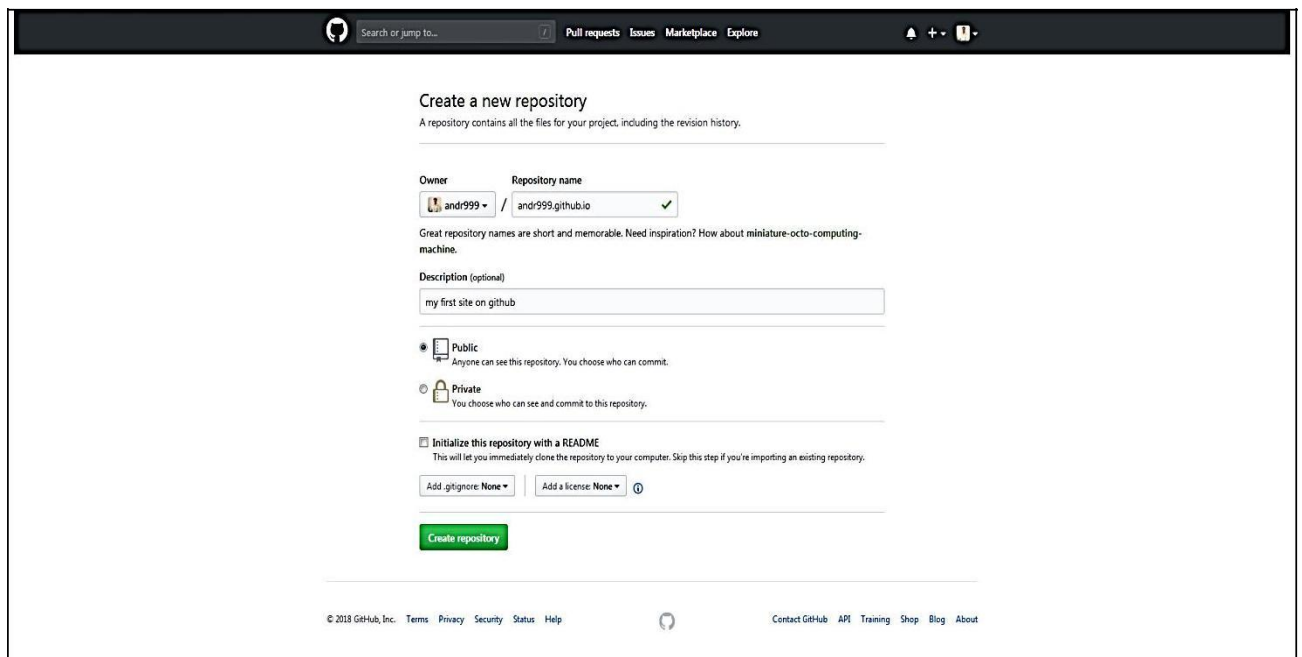 Search or jump to... /
Pull requests Issues Marketplace Explore
Create a new repository
A repository contains all the files for your project, including the revision history.
Owner Repository name
andr999 / andr999.github.io
Great repository names are short and memorable. Need inspiration? How about miniature-octo-computing-
machine.
Description (optional)
my first site on github
Public
Anyone can see this repository. You choose who can commit.
Private
You choose who can see and commit to this repository.
Initialize this repository with a README
This will let you immediately clone the repository to your computer. Skip this step if you're importing an existing repository.
Add .gitignore: None Add a license: None
Create repository
© 2018 GitHub, Inc. Terms Privacy Security Status Help Contact GitHub API Training Shop Blog About